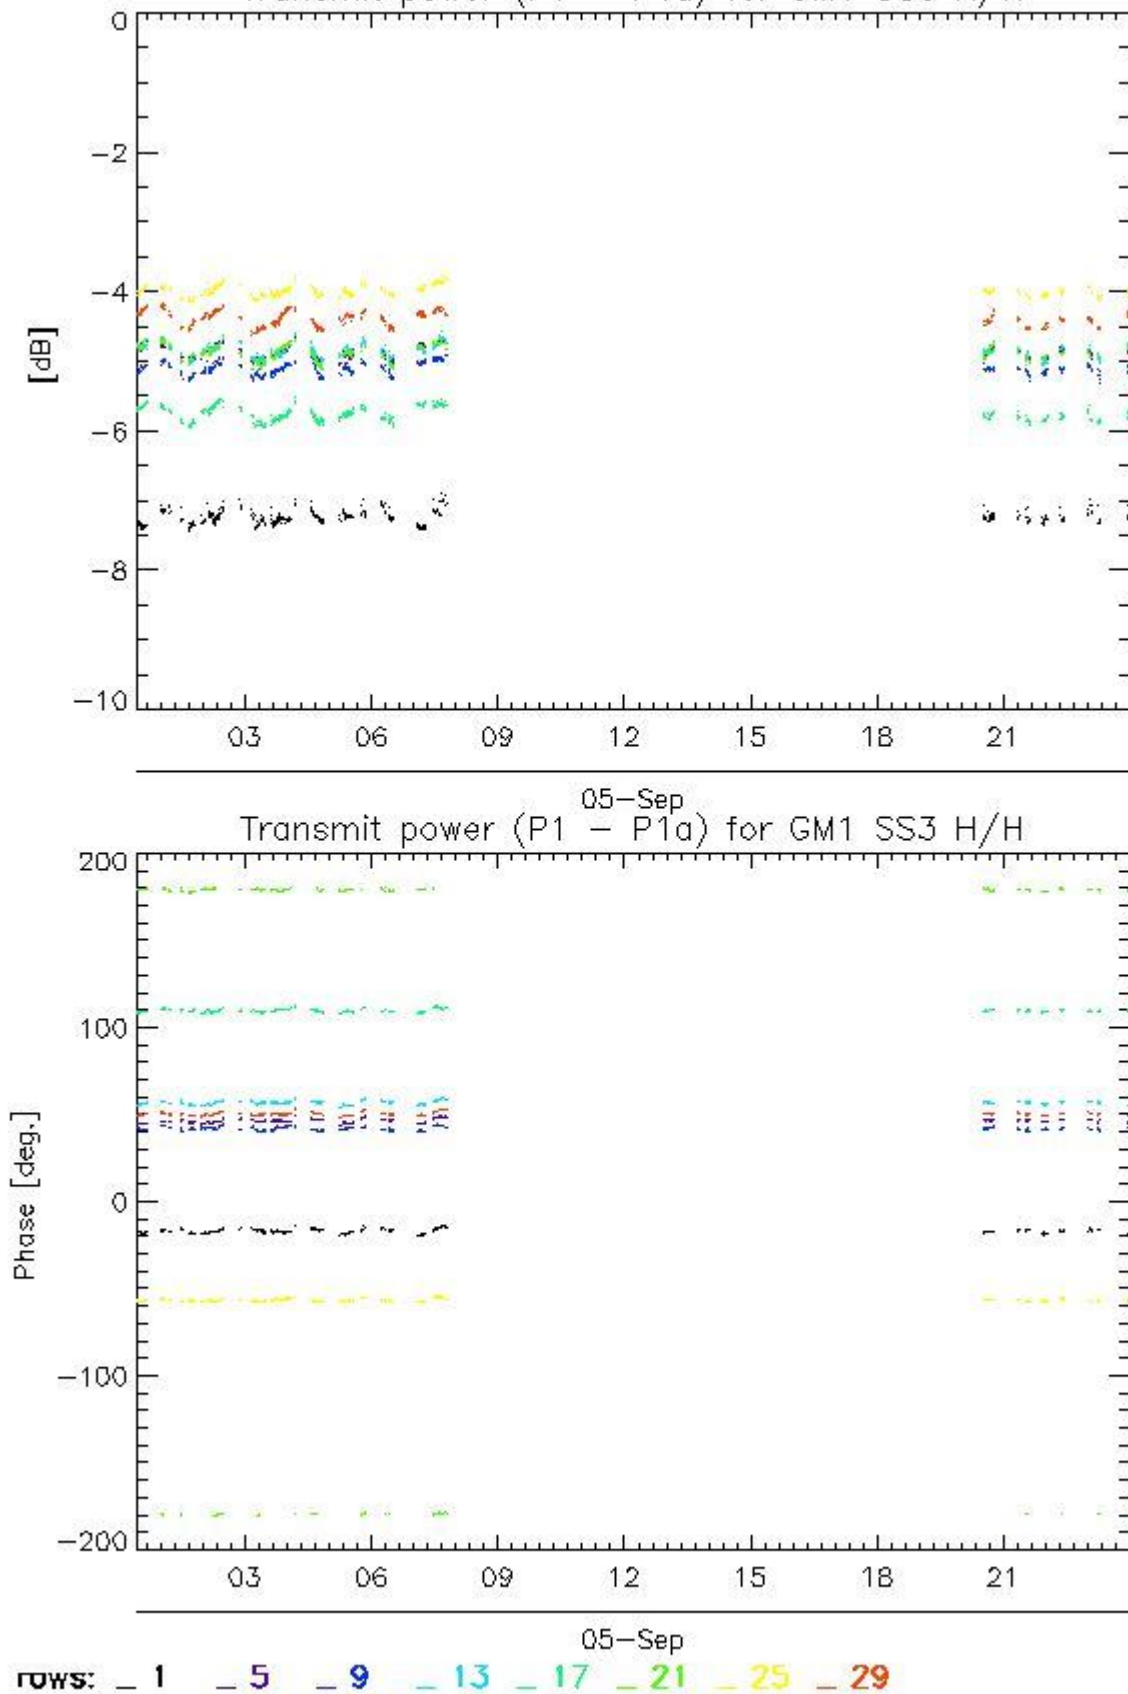 0
−2
−4
[dB]
−6
−8
−10
03 06 09 12 15 18 21
05−Sep
Transmit power (P1 − P1a) for GM1 SS3 H/H
200
100
0
Phase [deg.]
−100
−200
03 06 09 12 15 18 21
05−Sep
rows: _ 1 _ 5 _ 9 _ 13 _ 17 _ 21 _ 25 _ 29